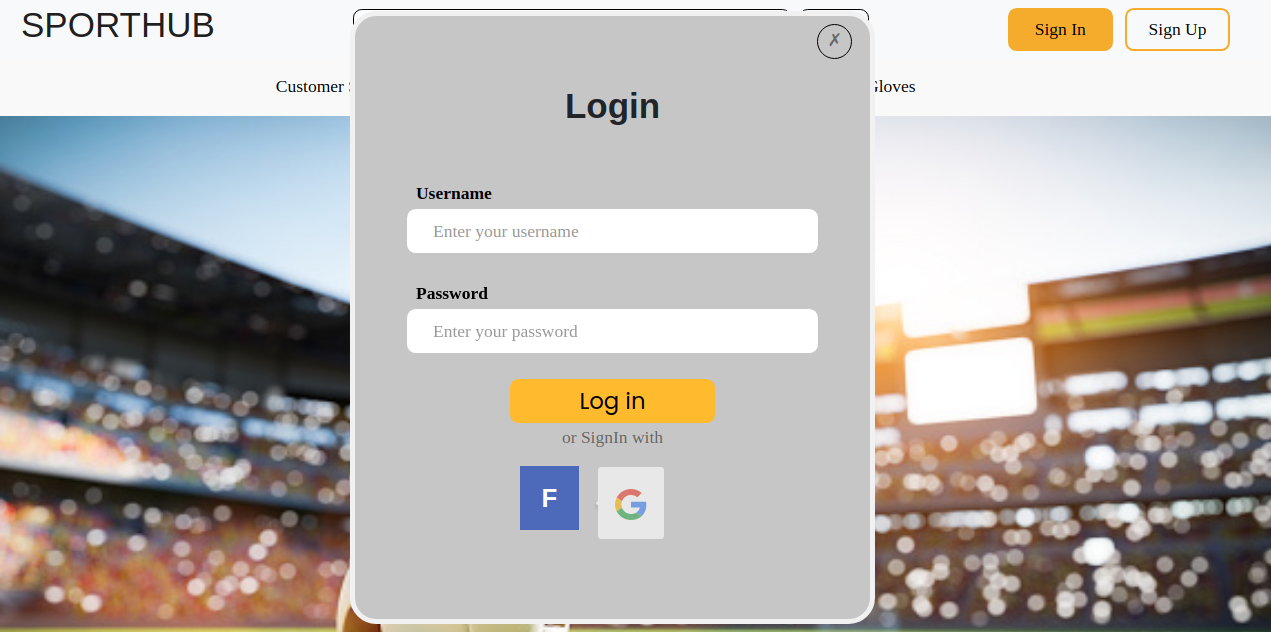 SPORTHUB
Sign In
Sign Up
✗
Customer
Login
Username
Enter your username
Password
Enter your password
Log in
or SignIn with
F
G